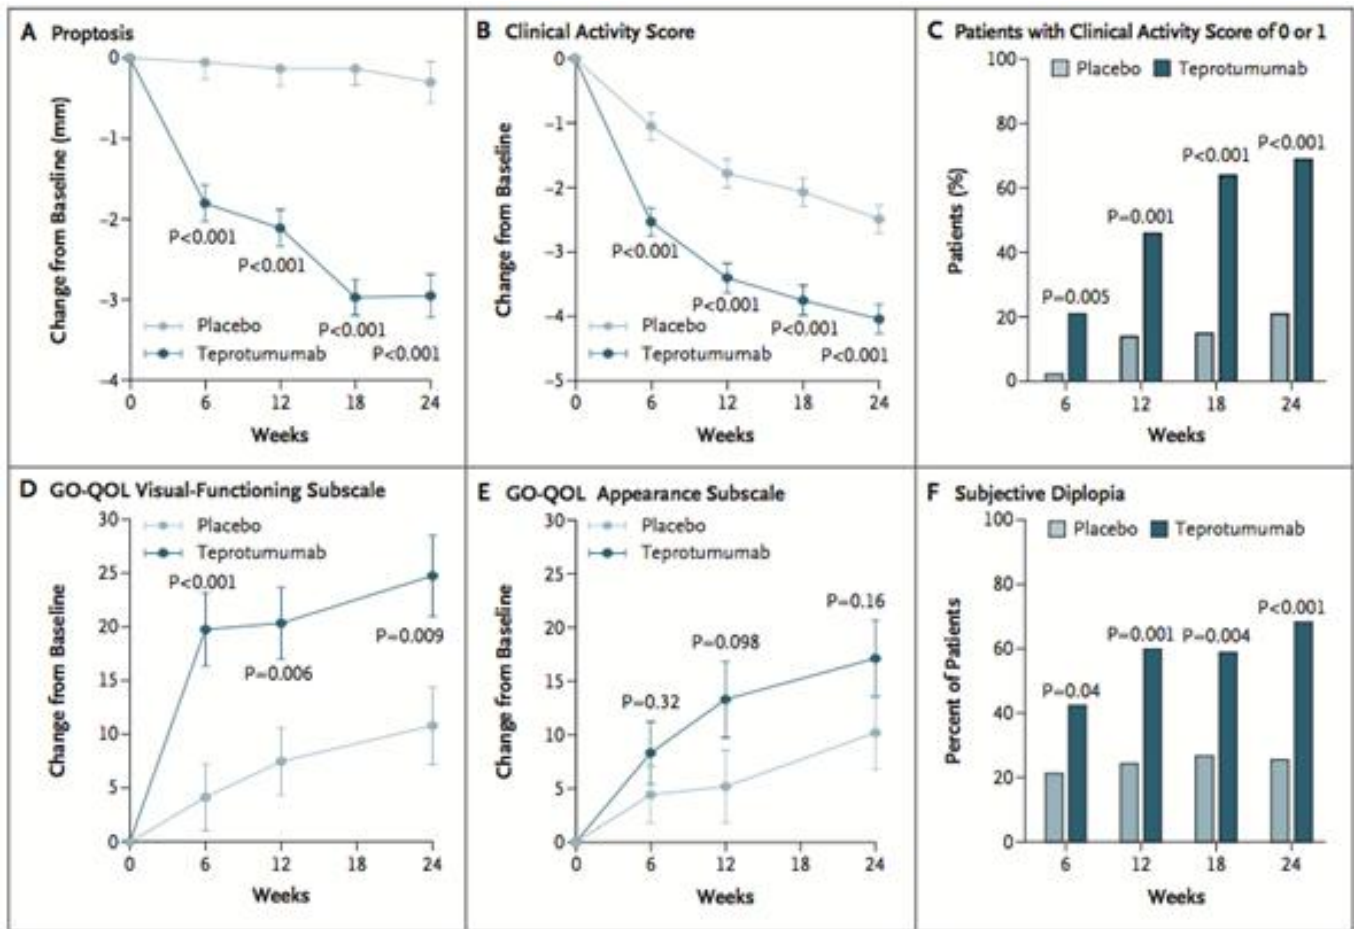 A Proptosis
0
–1
–2
–3
–4
Change from Baseline (mm)
P<0.001
P<0.001
P<0.001
P<0.001
Placebo
Teprotumumab
0 6 12 18 24
Weeks
B Clinical Activity Score
0
–1
–2
–3
–4
–5
Change from Baseline
P<0.001
P<0.001
P<0.001
P<0.001
Placebo
Teprotumumab
0 6 12 18 24
Weeks
C Patients with Clinical Activity Score of 0 or 1
Placebo Teprotumumab
100
80
60
40
20
0
Patients (%)
P=0.005
P=0.001
P<0.001
P<0.001
6 12 18 24
Weeks
D GO-QOL Visual-Functioning Subscale
Placebo
Teprotumumab
30
25
20
15
10
5
0
Change from Baseline
P<0.001
P=0.006
P=0.009
0 6 12 18 24
Weeks
E GO-QOL Appearance Subscale
Placebo
Teprotumumab
30
25
20
15
10
5
0
Change from Baseline
P=0.32
P=0.098
P=0.16
0 6 12 18 24
Weeks
F Subjective Diplopia
Placebo Teprotumumab
100
80
60
40
20
0
Percent of Patients
P=0.04
P=0.001
P=0.004
P<0.001
6 12 18 24
Weeks